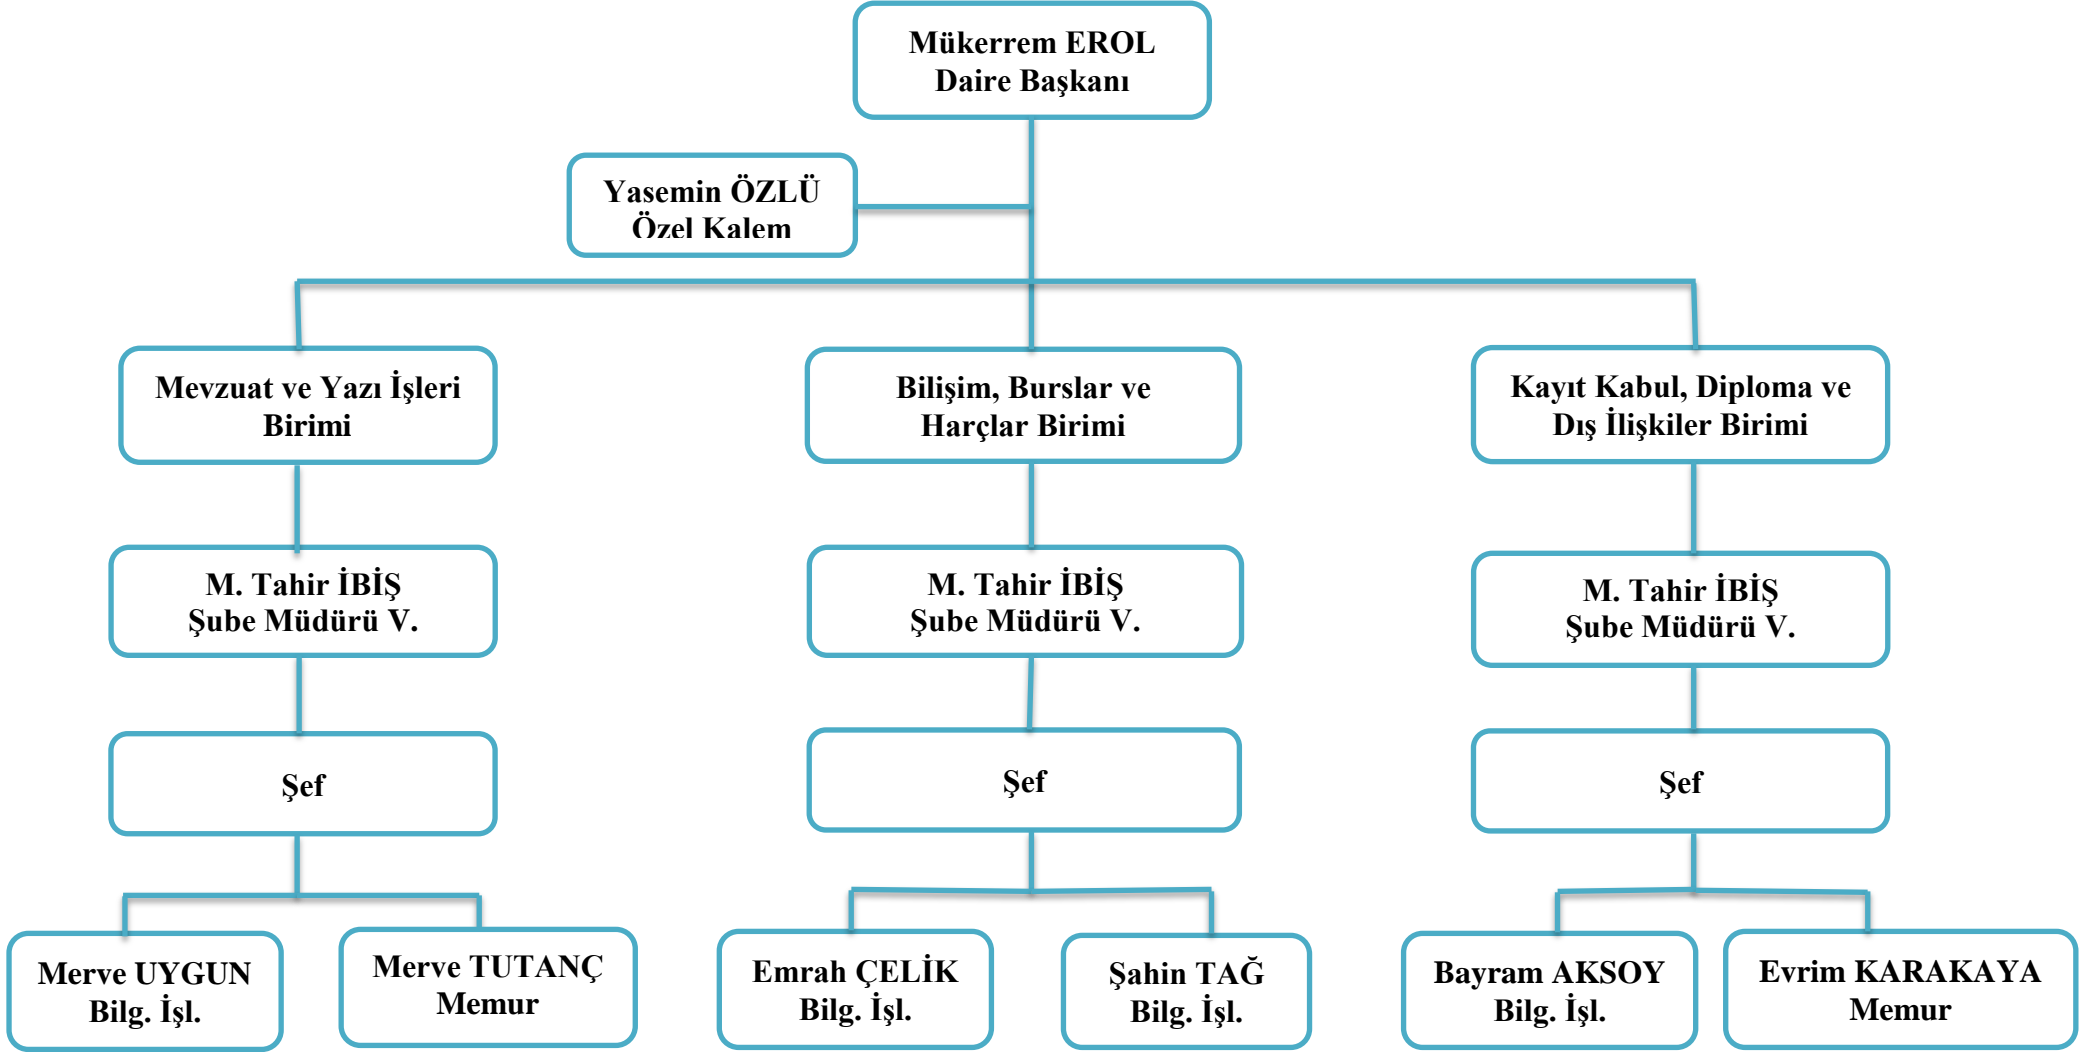 Mükerrem EROL
Daire Başkanı
Yasemin ÖZLÜ
Özel Kalem
Mevzuat ve Yazı İşleri
Birimi
Bilişim, Burslar ve
Harçlar Birimi
Kayıt Kabul, Diploma ve
Dış İlişkiler Birimi
M. Tahir İBİŞ
Şube Müdürü V.
M. Tahir İBİŞ
Şube Müdürü V.
M. Tahir İBİŞ
Şube Müdürü V.
Şef
Şef
Şef
Merve UYGUN
Bilg. İşl.
Merve TUTANÇ
Memur
Emrah ÇELİK
Bilg. İşl.
Şahin TAĞ
Bilg. İşl.
Bayram AKSOY
Bilg. İşl.
Evrim KARAKAYA
Memur